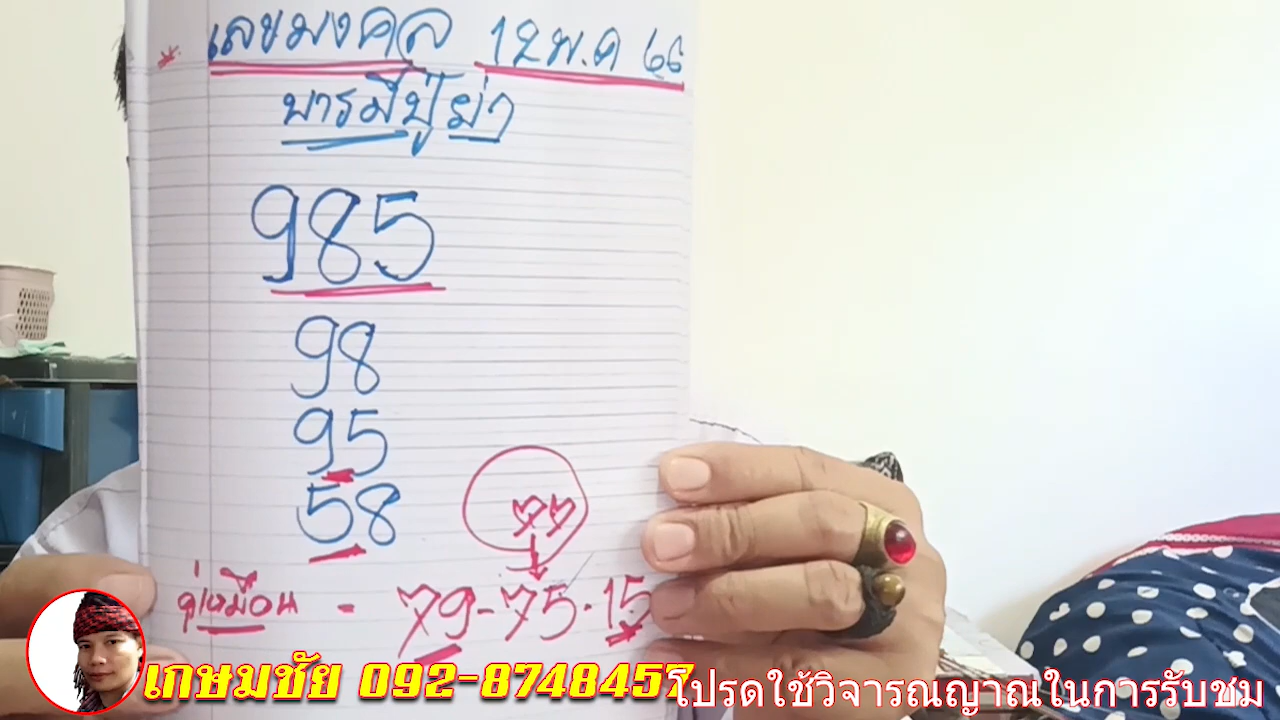 เลขมงคล 12 พ.ค 66
บารมีปู่ย่า
985
98
95
58
77
คู่เหมือน - 79-75-15
เกษมชัย 092-8748457
โปรดใช้วิจารณญาณในการรับชม